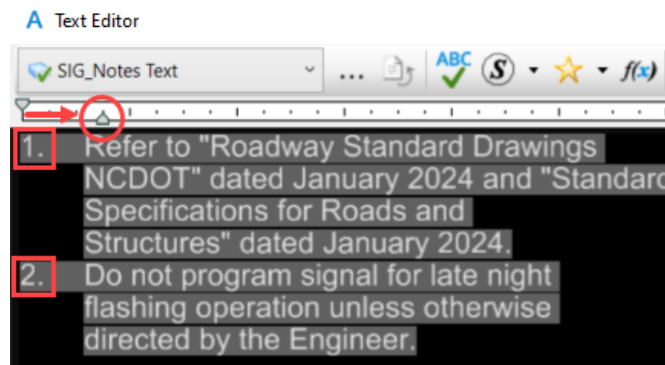 A Text Editor
SIG_Notes Text ... ABC S f(x)
1. Refer to "Roadway Standard Drawings
NCDOT" dated January 2024 and "Standard
Specifications for Roads and
Structures" dated January 2024.
2. Do not program signal for late night
flashing operation unless otherwise
directed by the Engineer.